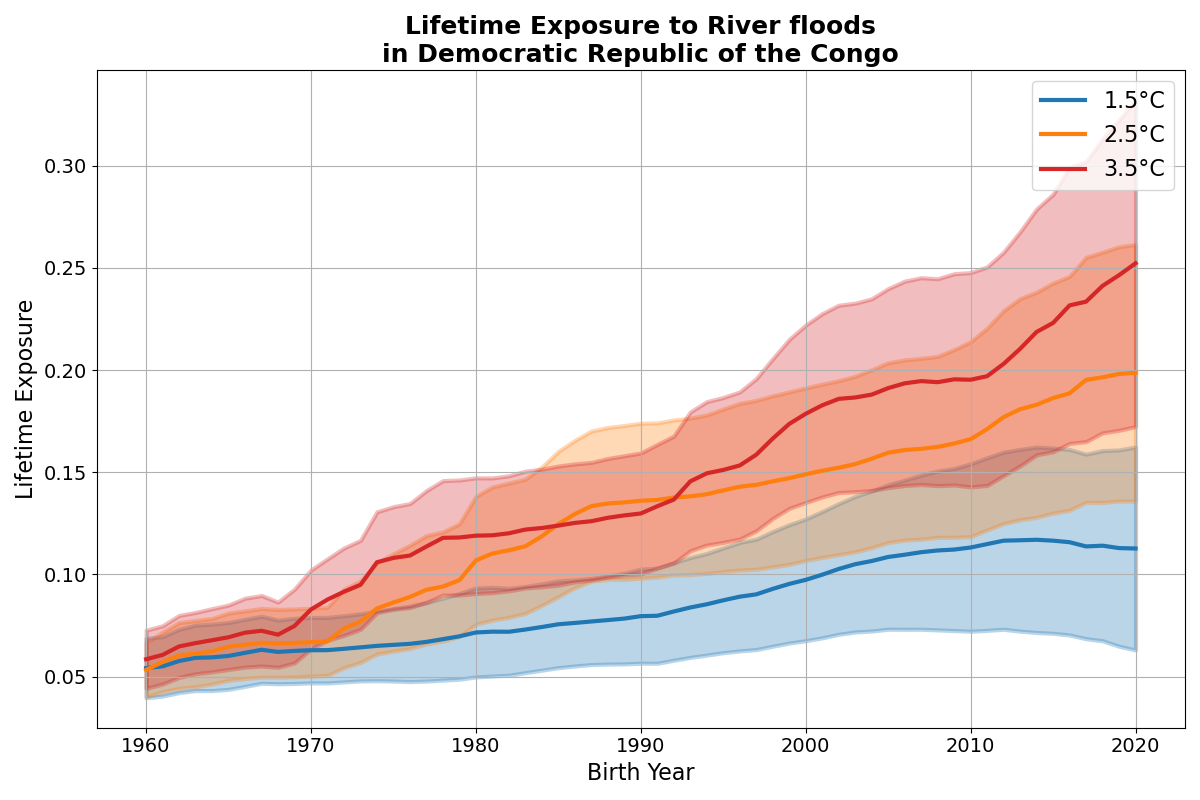 Lifetime Exposure to River floods
in Democratic Republic of the Congo
1.5°C
2.5°C
3.5°C
Lifetime Exposure
0.30
0.25
0.20
0.15
0.10
0.05
1960 1970 1980 1990 2000 2010 2020
Birth Year